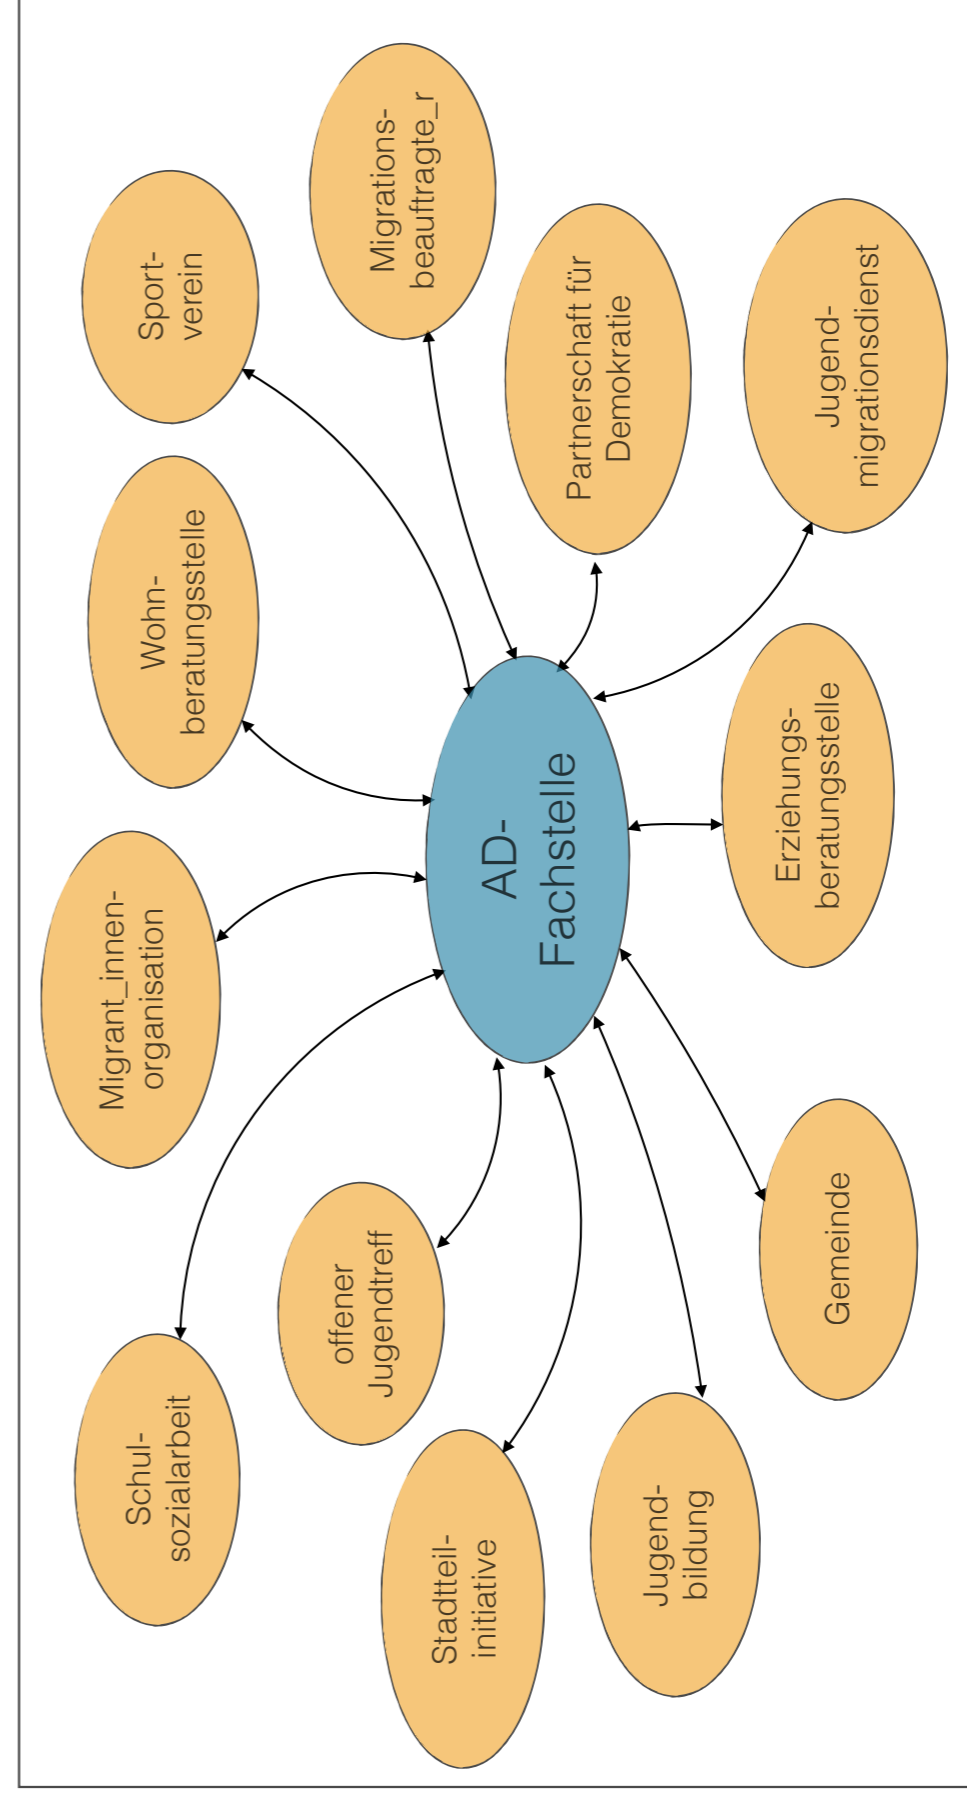 Schul-
sozialarbeit
Migrant_innen-
organisation
Wohn-
beratungsstelle
Sport-
verein
offener
Jugendtreff
Migrations-
beauftragte_r
Stadtteil-
initiative
AD-
Fachstelle
Partnerschaft für
Demokratie
Jugend-
bildung
Gemeinde
Erziehungs-
beratungsstelle
Jugend-
migrationsdienst